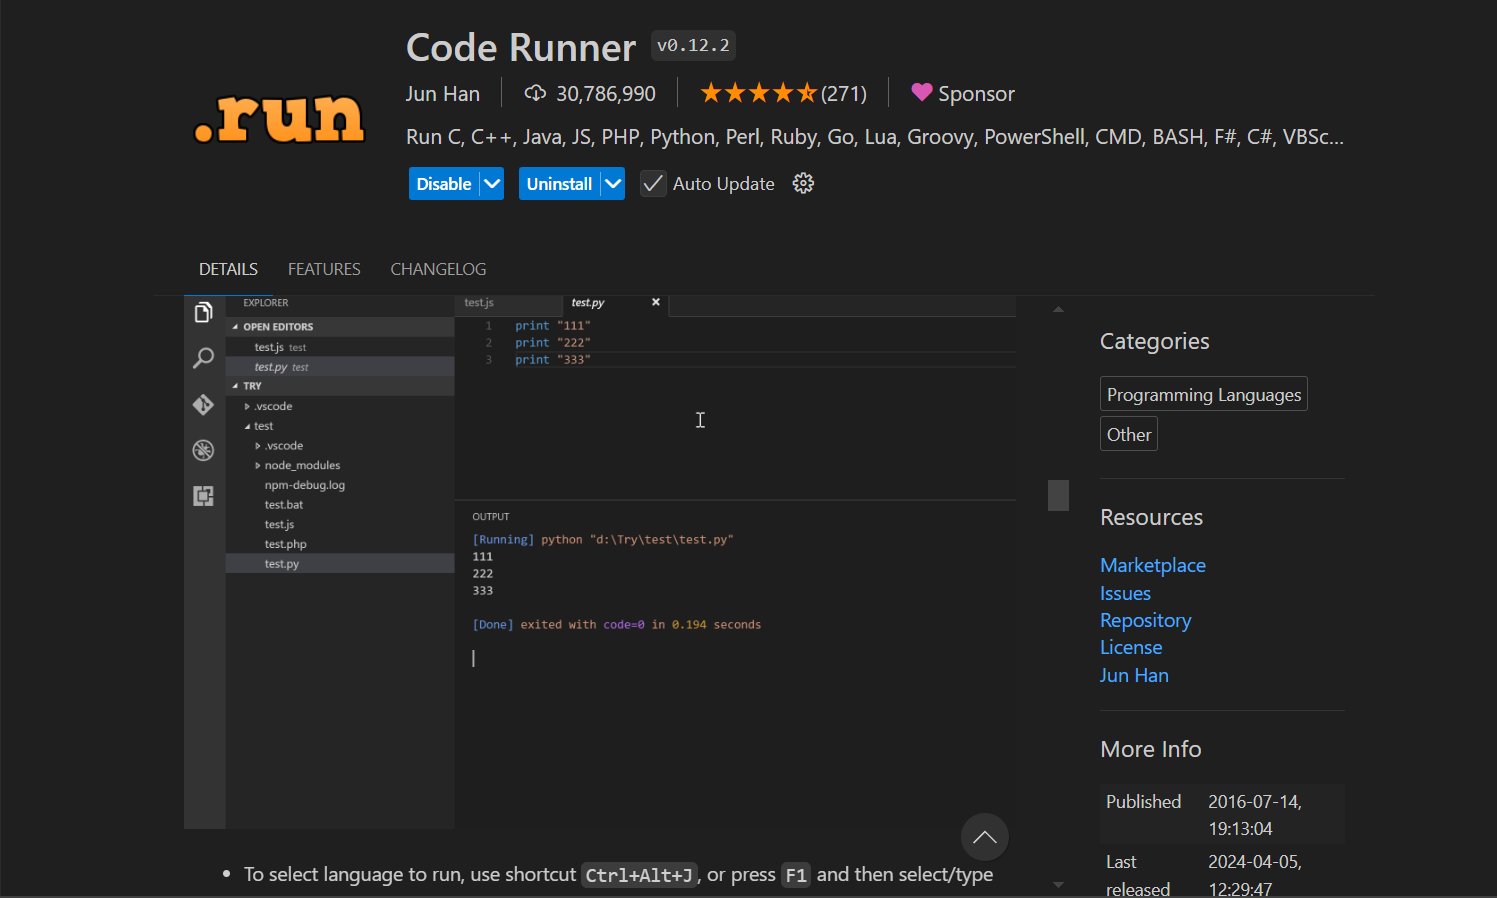 Code Runner v0.12.2
.run
Jun Han 30,786,990 (271) Sponsor
Run C, C++, Java, JS, PHP, Python, Perl, Ruby, Go, Lua, Groovy, PowerShell, CMD, BASH, F#, C#, VBSc...
Disable Uninstall Auto Update
DETAILS FEATURES CHANGELOG
EXPLORER
OPEN EDITORS
test.js test
test.py test
TRY
.vscode
test
.vscode
node_modules
npm-debug.log
test.bat
test.js
test.php
test.py
test.js test.py
1 print "111"
2 print "222"
3 print "333"
OUTPUT
[Running] python "d:\Try\test\test.py"
111
222
333
[Done] exited with code=0 in 0.194 seconds
To select language to run, use shortcut Ctrl+Alt+J, or press F1 and then select/type
Categories
Programming Languages
Other
Resources
Marketplace
Issues
Repository
License
Jun Han
More Info
Published 2016-07-14,
19:13:04
Last 2024-04-05,
released 12:29:47